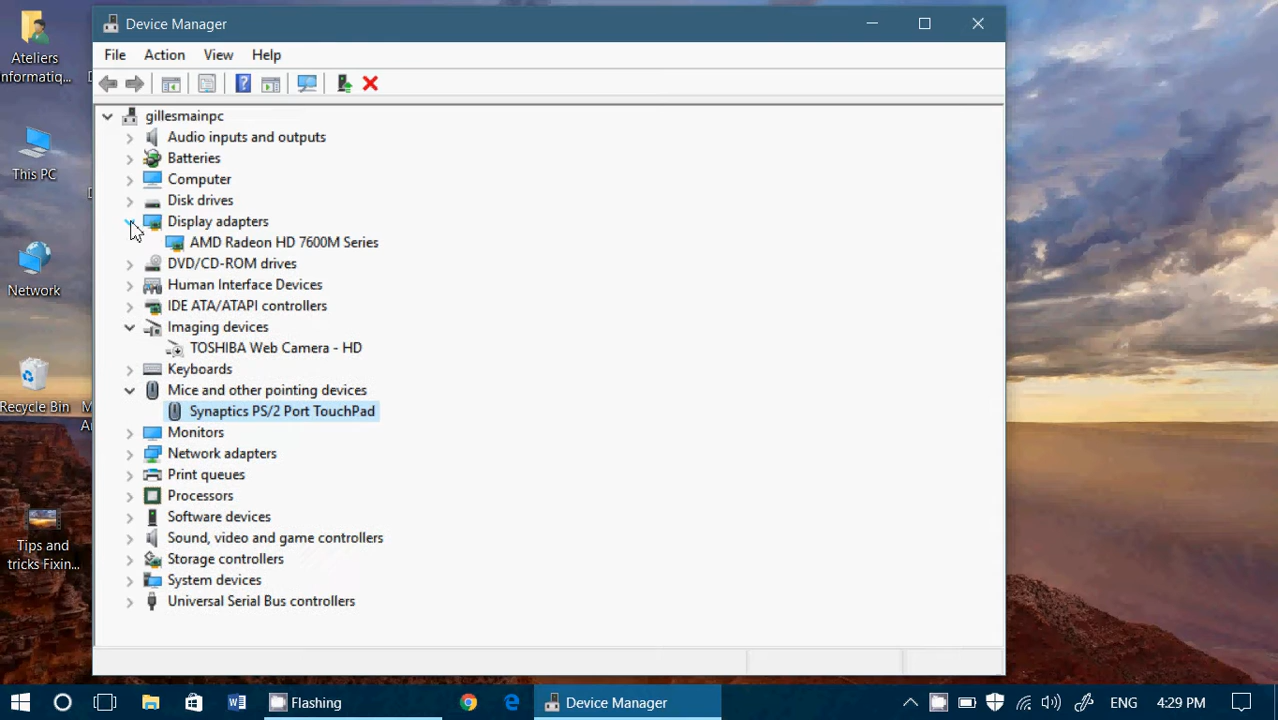 Device Manager
File Action View Help
gillesmainpc
Audio inputs and outputs
Batteries
Computer
Disk drives
Display adapters
AMD Radeon HD 7600M Series
DVD/CD-ROM drives
Human Interface Devices
IDE ATA/ATAPI controllers
Imaging devices
TOSHIBA Web Camera - HD
Keyboards
Mice and other pointing devices
Synaptics PS/2 Port TouchPad
Monitors
Network adapters
Print queues
Processors
Software devices
Sound, video and game controllers
Storage controllers
System devices
Universal Serial Bus controllers
Ateliers
Informatiq...
This PC
Network
Recycle Bin
Tips and
tricks Fixin...
Flashing
Device Manager
ENG
4:29 PM